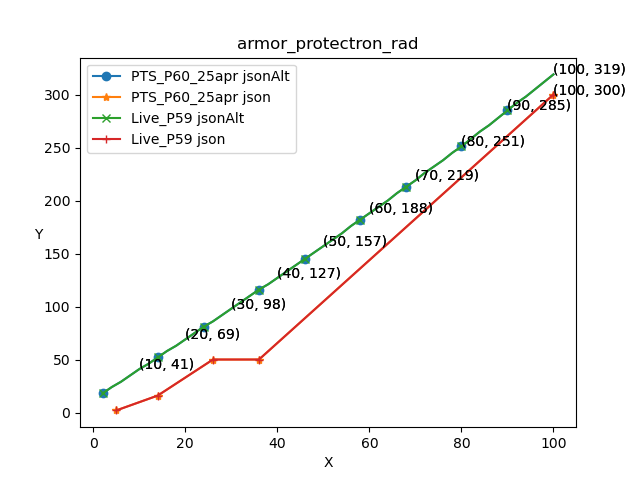 armor_protectron_rad
PTS_P60_25apr jsonAlt
PTS_P60_25apr json
Live_P59 jsonAlt
Live_P59 json
(100, 319)
(100, 300)
(90, 285)
(80, 251)
(70, 219)
(60, 188)
(50, 157)
(40, 127)
(30, 98)
(20, 69)
(10, 41)
Y
300
250
200
150
100
50
0
0 20 40 60 80 100
X